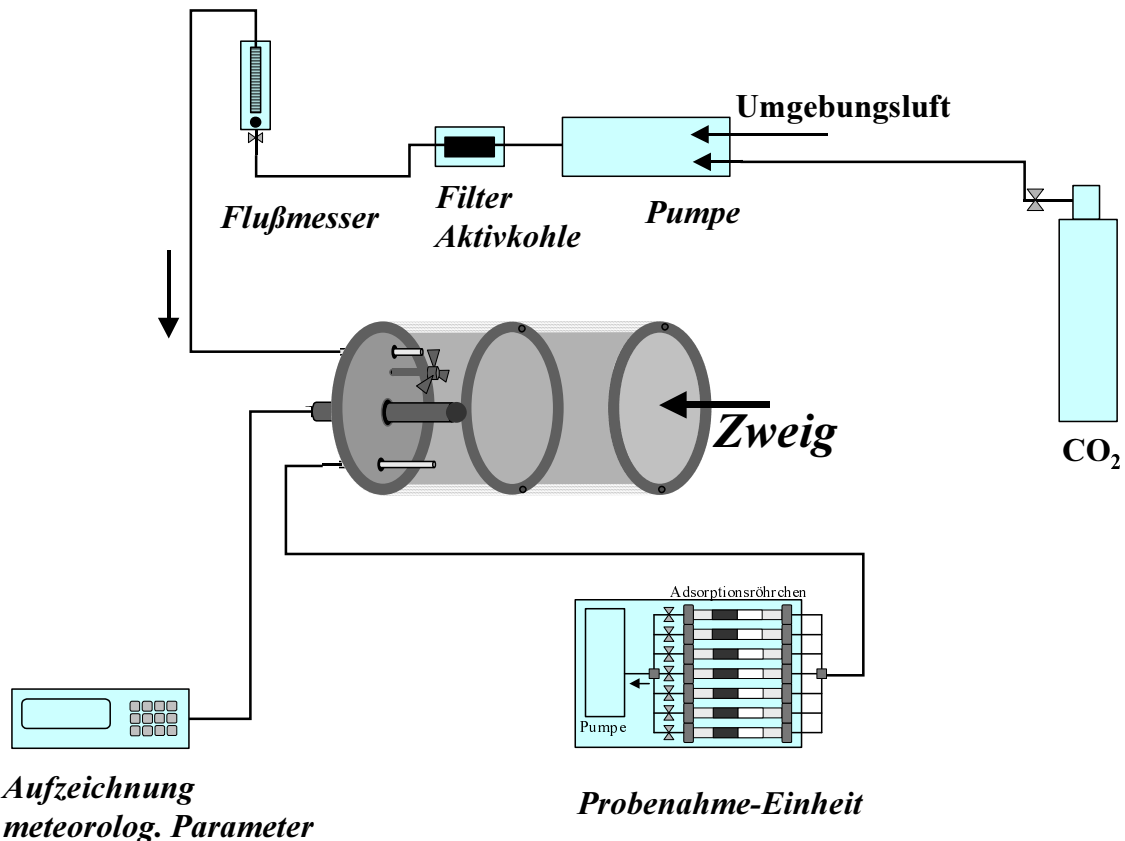 Umgebungsluft
Flußmesser
Filter
Aktivkohle
Pumpe
CO₂
Zweig
Adsorptionsröhrchen
Pumpe
Aufzeichnung
meteorolog. Parameter
Probenahme-Einheit